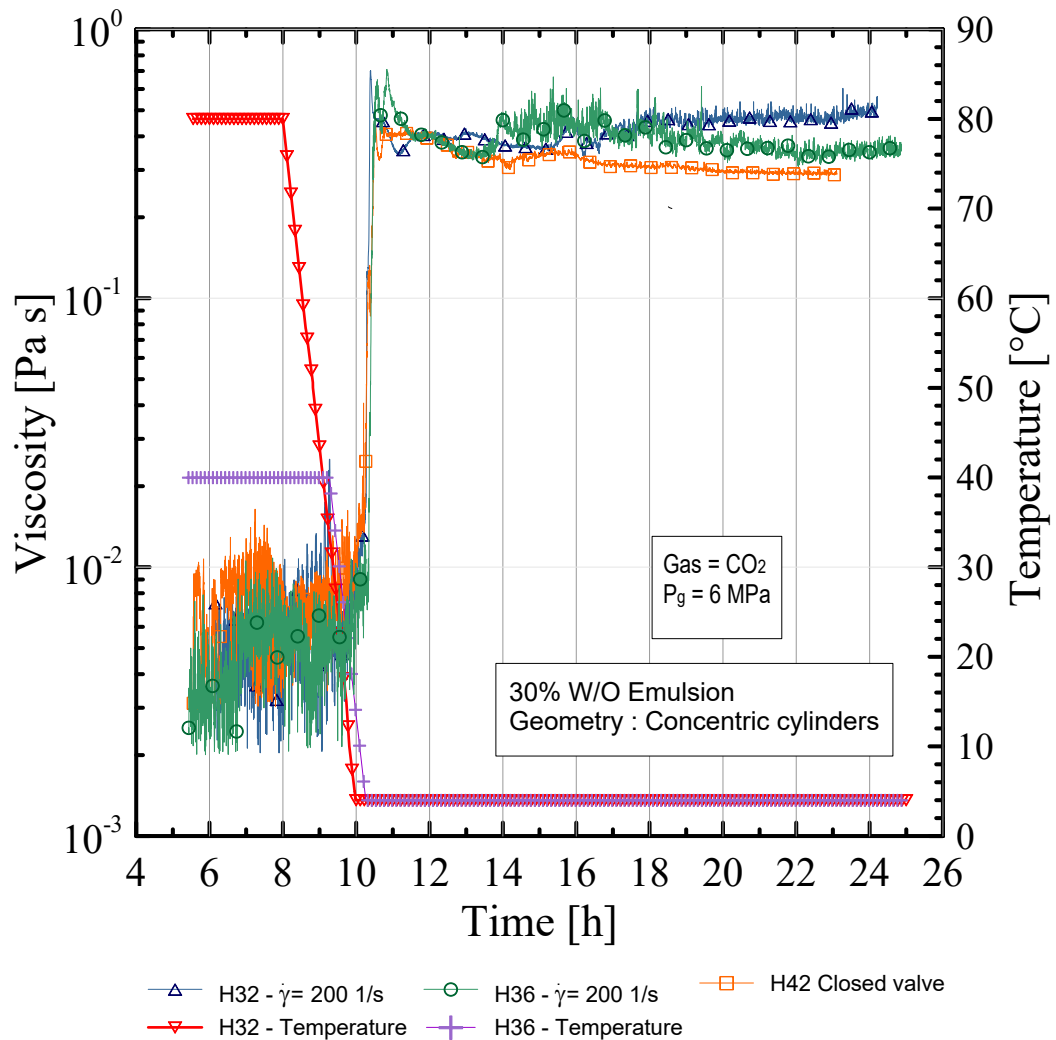 10⁰
10⁻¹
10⁻²
10⁻³
Viscosity [Pa s]
90
80
70
60
50
40
30
20
10
0
Temperature [°C]
Gas = CO₂
Pg = 6 MPa
30% W/O Emulsion
Geometry : Concentric cylinders
4 6 8 10 12 14 16 18 20 22 24 26
Time [h]
H32 - γ̇= 200 1/s
H36 - γ̇= 200 1/s
H42 Closed valve
H32 - Temperature
H36 - Temperature